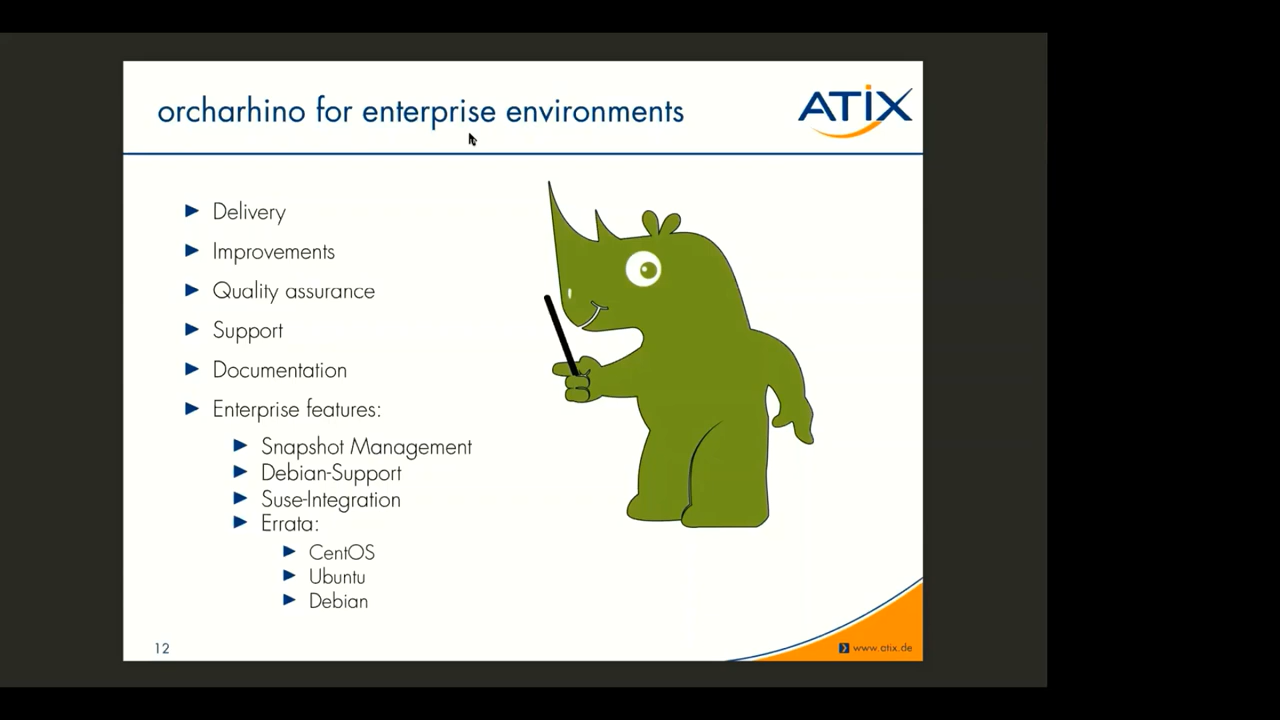 orcharhino for enterprise environments
ATIX
Delivery
Improvements
Quality assurance
Support
Documentation
Enterprise features:
Snapshot Management
Debian-Support
Suse-Integration
Errata:
CentOS
Ubuntu
Debian
12
www.atix.de